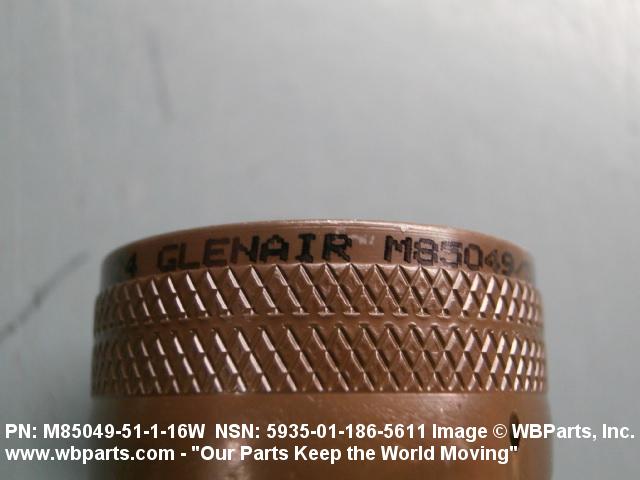 4 GLENAIR M85049/
PN: M85049-51-1-16W NSN: 5935-01-186-5611 Image © WBParts, Inc.
www.wbparts.com - "Our Parts Keep the World Moving"